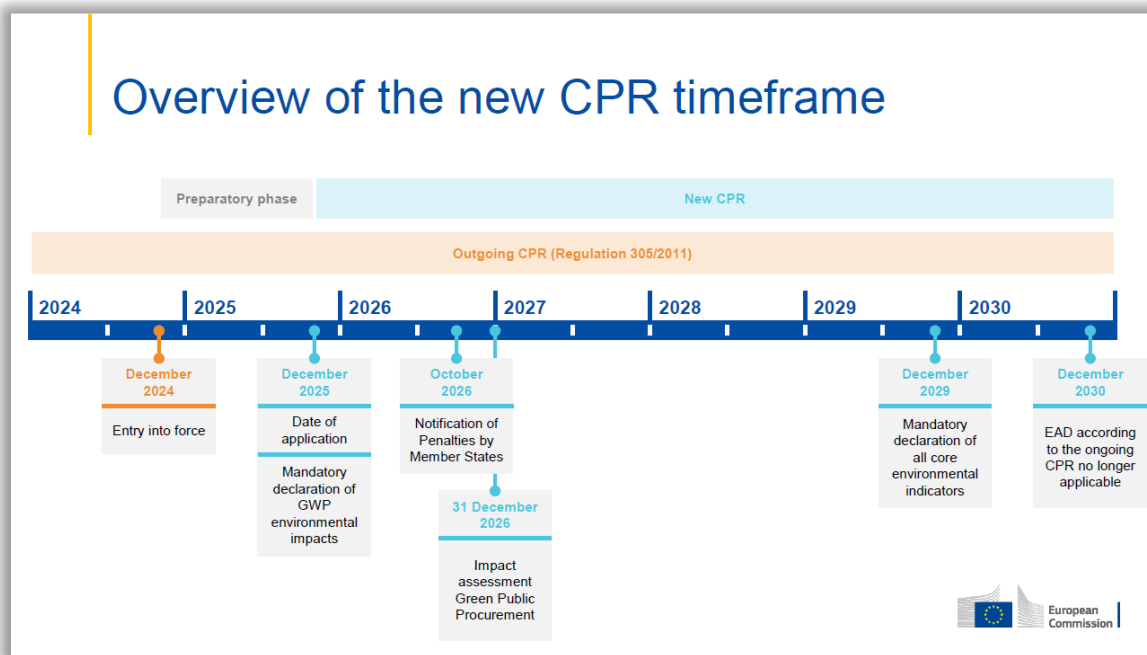 Overview of the new CPR timeframe
Preparatory phase
New CPR
Outgoing CPR (Regulation 305/2011)
2024
2025
2026
2027
2028
2029
2030
December
2024
Entry into force
December
2025
Date of
application
Mandatory
declaration of
GWP
environmental
impacts
October
2026
Notification of
Penalties by
Member States
31 December
2026
Impact
assessment
Green Public
Procurement
December
2029
Mandatory
declaration of
all core
environmental
indicators
December
2030
EAD according
to the ongoing
CPR no longer
applicable
European
Commission